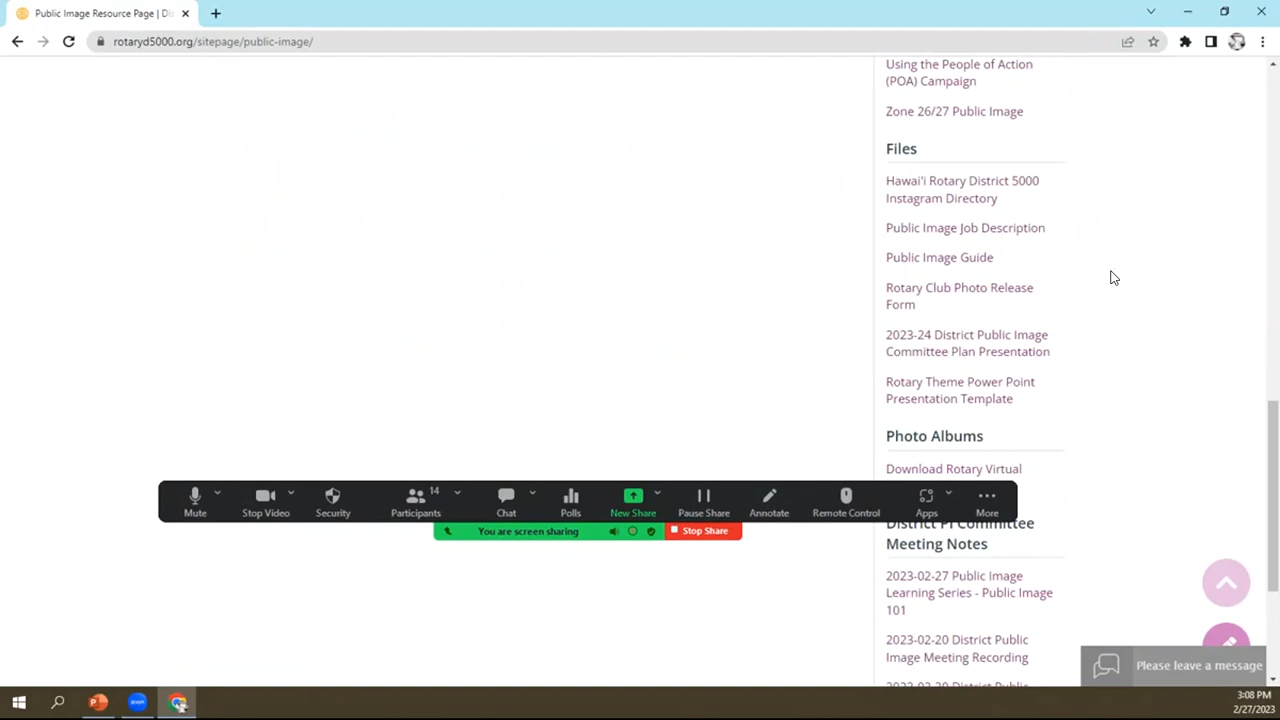 Public Image Resource Page | Di
rotaryd5000.org/sitepage/public-image/
Using the People of Action
(POA) Campaign
Zone 26/27 Public Image
Files
Hawai'i Rotary District 5000
Instagram Directory
Public Image Job Description
Public Image Guide
Rotary Club Photo Release
Form
2023-24 District Public Image
Committee Plan Presentation
Rotary Theme Power Point
Presentation Template
Photo Albums
Download Rotary Virtual
14
Mute Stop Video Security Participants Chat Polls New Share Pause Share Annotate Remote Control Apps More
You are screen sharing Stop Share
District PI Committee
Meeting Notes
2023-02-27 Public Image
Learning Series - Public Image
101
2023-02-20 District Public
Image Meeting Recording
2023-02-20 District Public
Please leave a message
3:08 PM
2/27/2023